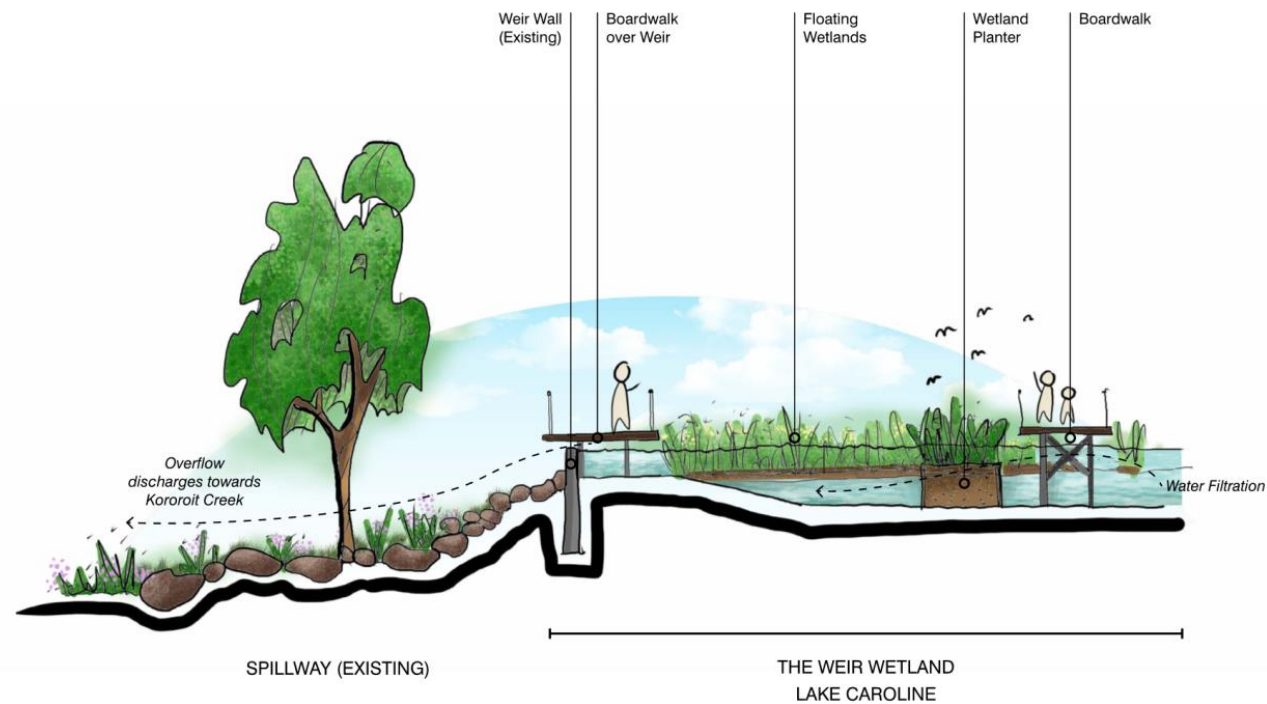 Weir Wall
(Existing)
Boardwalk
over Weir
Floating
Wetlands
Wetland
Planter
Boardwalk
Overflow
discharges towards
Kororoit Creek
Water Filtration
SPILLWAY (EXISTING)
THE WEIR WETLAND
LAKE CAROLINE